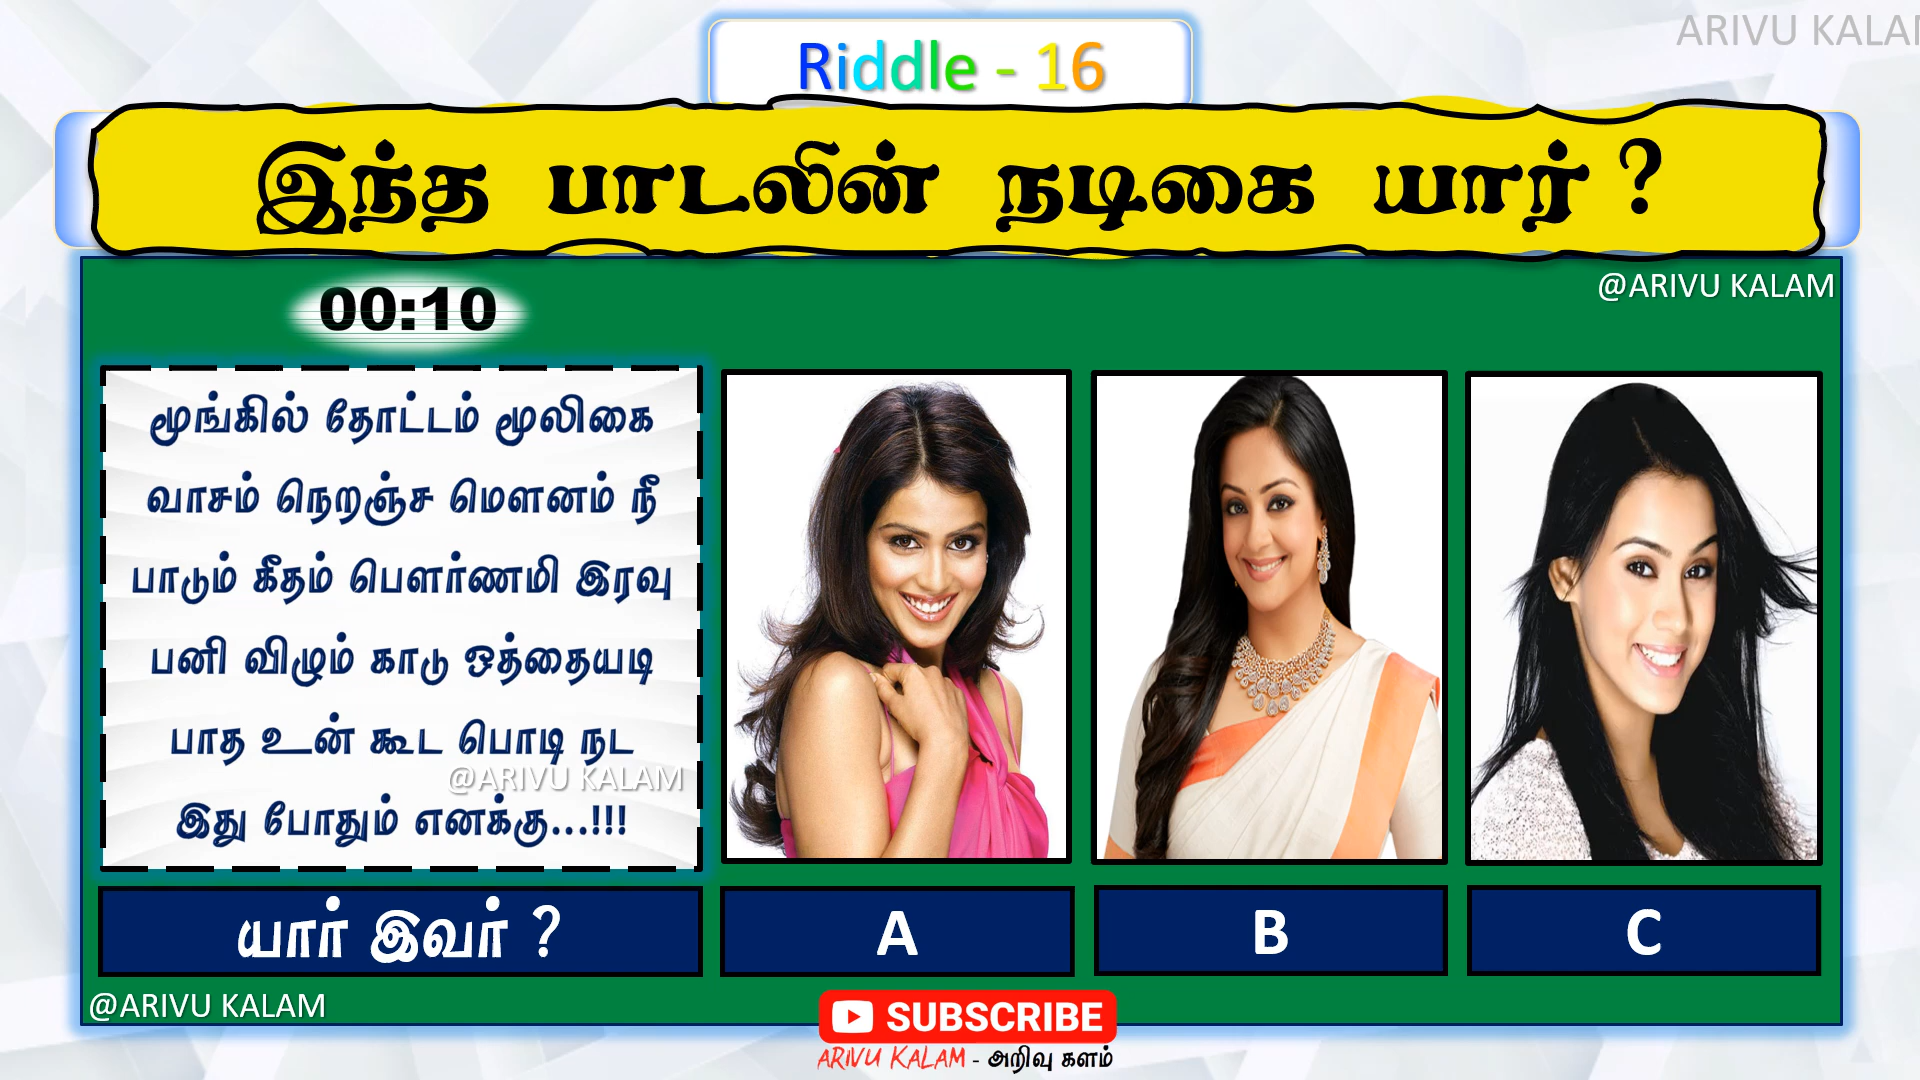 ARIVU KALAM
Riddle - 16
இந்த பாடலின் நடிகை யார் ?
@ARIVU KALAM
00:10
மூங்கில் தோட்டம் மூலிகை
வாசம் நெறஞ்ச மௌனம் நீ
பாடும் கீதம் பௌர்ணமி இரவு
பனி விழும் காடு ஒத்தையடி
பாத உன் கூட பொடி நட
@ARIVU KALAM
இது போதும் எனக்கு...!!!
யார் இவர் ?
A
B
C
@ARIVU KALAM
SUBSCRIBE
ARIVU KALAM - அறிவு களம்